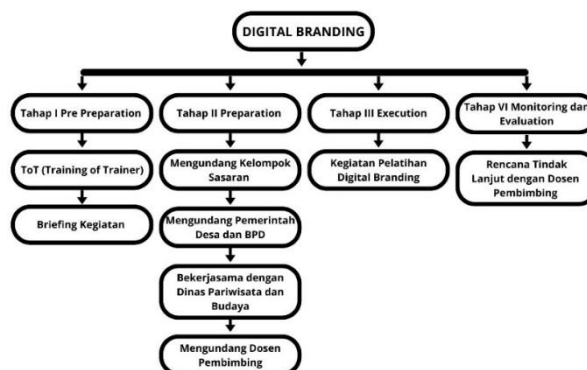 DIGITAL BRANDING
Tahap I Pre Preparation
ToT (Training of Trainer)
Briefing Kegiatan
Tahap II Preparation
Mengundang Kelompok
Sasaran
Mengundang Pemerintah
Desa dan BPD
Bekerjasama dengan
Dinas Pariwisata dan
Budaya
Mengundang Dosen
Pembimbing
Tahap III Execution
Kegiatan Pelatihan
Digital Branding
Tahap VI Monitoring dan
Evaluation
Rencana Tindak
Lanjut dengan Dosen
Pembimbing